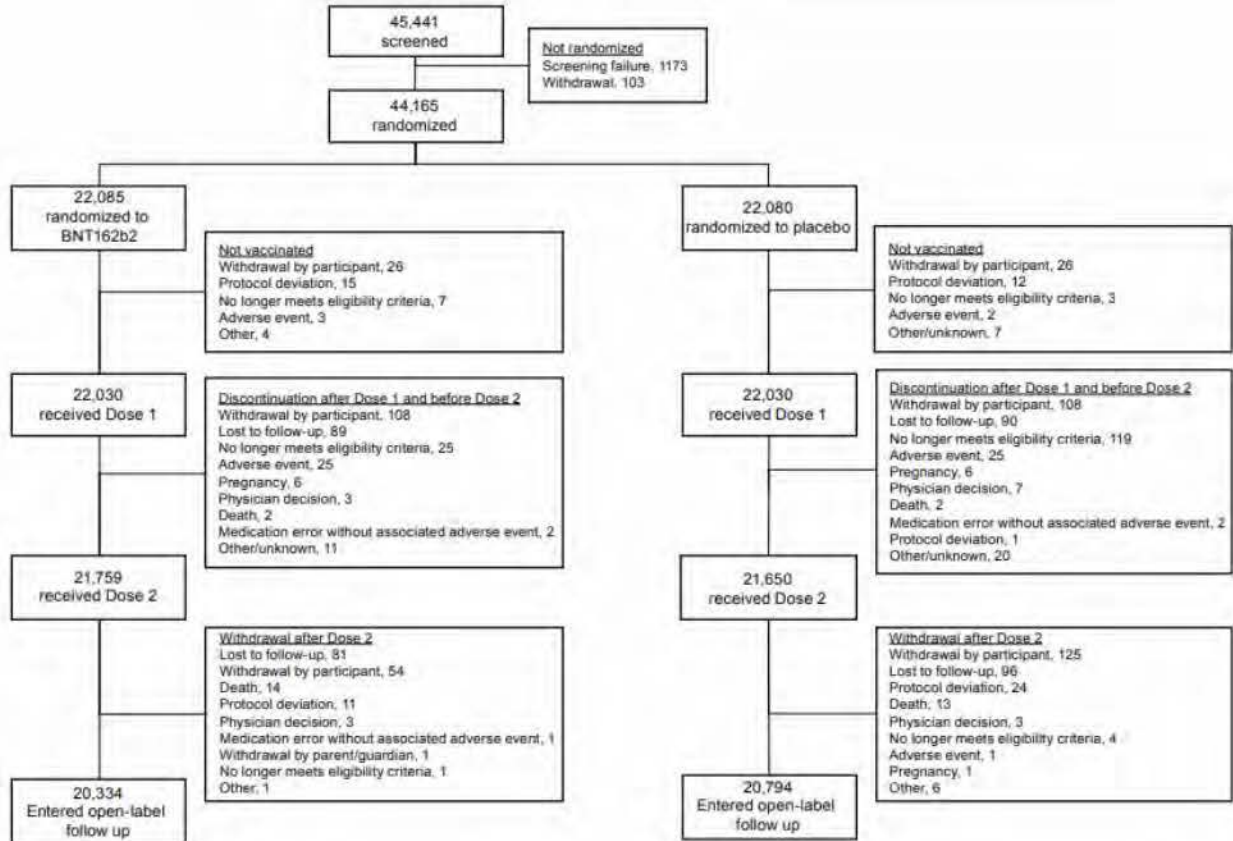 45,441
screened
Not randomized
Screening failure, 1173
Withdrawal, 103
44,165
randomized
22,085
randomized to
BNT162b2
Not vaccinated
Withdrawal by participant, 26
Protocol deviation, 15
No longer meets eligibility criteria, 7
Adverse event, 3
Other, 4
22,030
received Dose 1
Discontinuation after Dose 1 and before Dose 2
Withdrawal by participant, 108
Lost to follow-up, 89
No longer meets eligibility criteria, 25
Adverse event, 25
Pregnancy, 6
Physician decision, 3
Death, 2
Medication error without associated adverse event, 2
Other/unknown, 11
21,759
received Dose 2
Withdrawal after Dose 2
Lost to follow-up, 81
Withdrawal by participant, 54
Death, 14
Protocol deviation, 11
Physician decision, 3
Medication error without associated adverse event, 1
Withdrawal by parent/guardian, 1
No longer meets eligibility criteria, 1
Other, 1
20,334
Entered open-label
follow up
22,080
randomized to placebo
Not vaccinated
Withdrawal by participant, 26
Protocol deviation, 12
No longer meets eligibility criteria, 3
Adverse event, 2
Other/unknown, 7
22,030
received Dose 1
Discontinuation after Dose 1 and before Dose 2
Withdrawal by participant, 108
Lost to follow-up, 90
No longer meets eligibility criteria, 119
Adverse event, 25
Pregnancy, 6
Physician decision, 7
Death, 2
Medication error without associated adverse event, 2
Protocol deviation, 1
Other/unknown, 20
21,650
received Dose 2
Withdrawal after Dose 2
Withdrawal by participant, 125
Lost to follow-up, 96
Protocol deviation, 24
Death, 13
Physician decision, 3
No longer meets eligibility criteria, 4
Adverse event, 1
Pregnancy, 1
Other, 6
20,794
Entered open-label
follow up